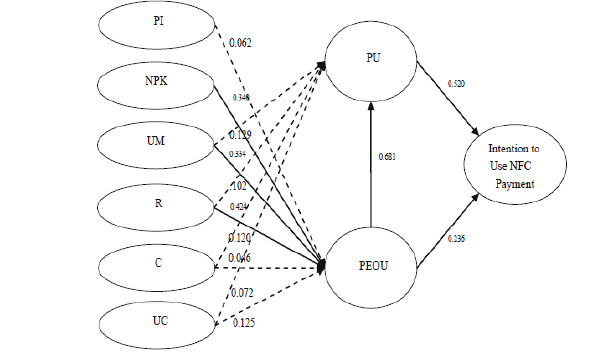 PI
0.062
NPK
0.348
UM
0.129
0.334
.102
R
0.424
0.120
C
0.046
0.072
UC
0.125
PU
0.681
PEOU
0.520
0.236
Intention to
Use NFC
Payment